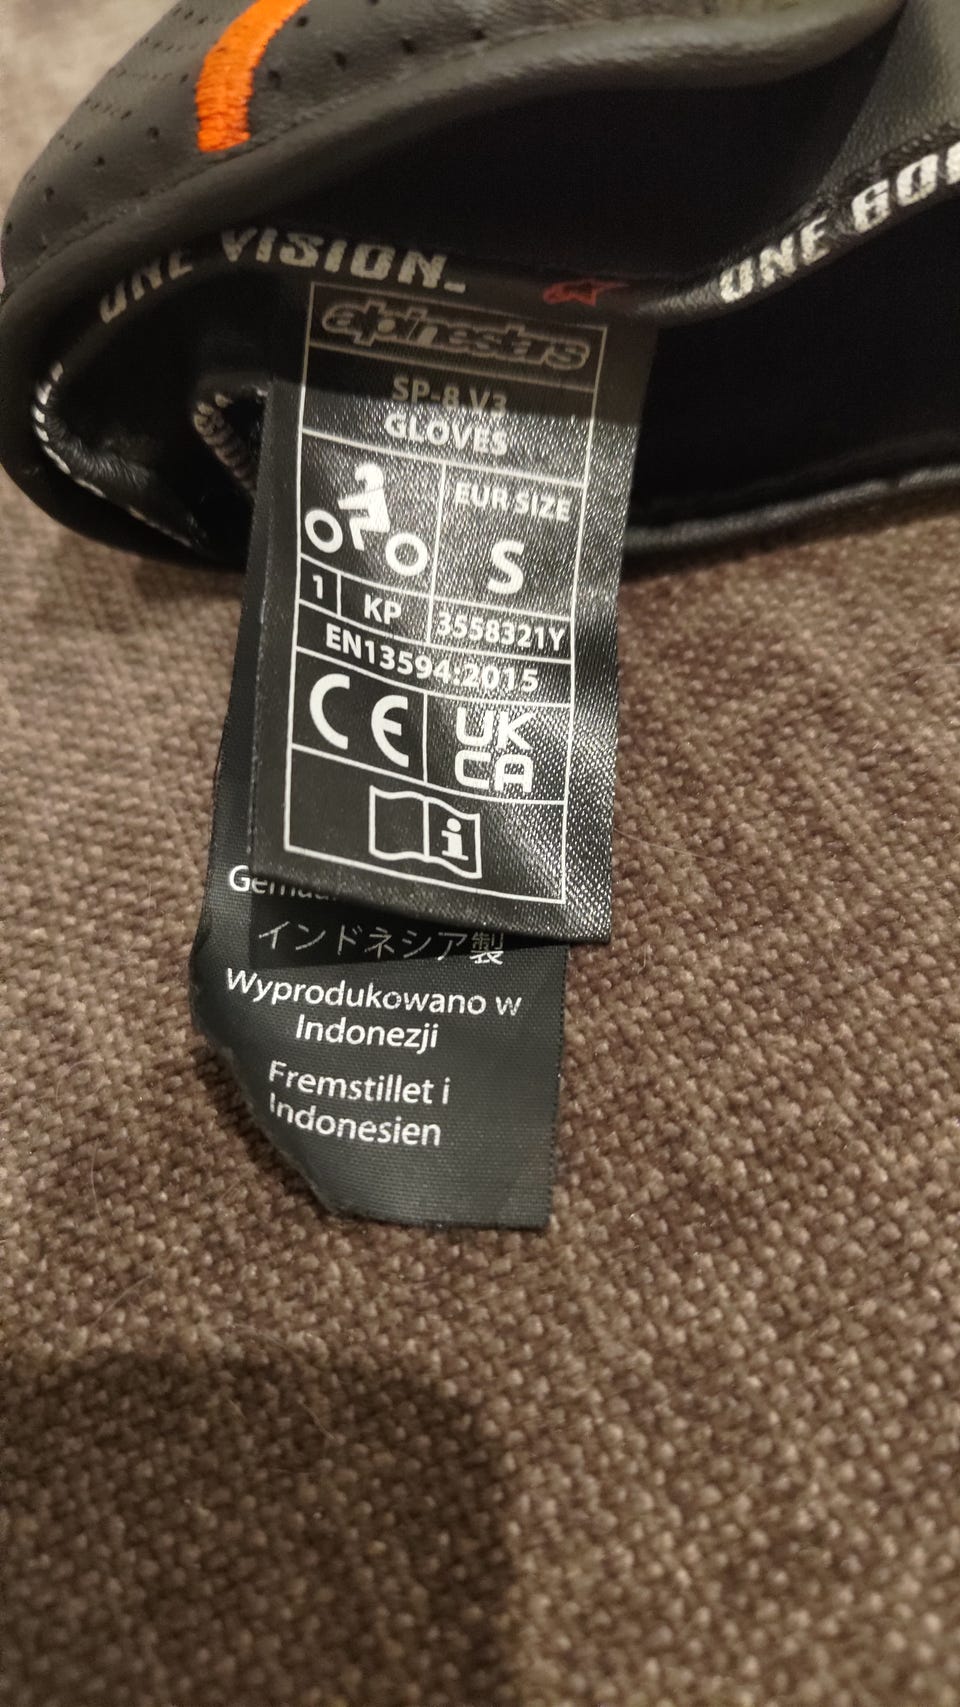 ONE VISION.
ONE
alpinestars
SP-8 V3
GLOVES
EUR SIZE
S
1 KP 3558321Y
EN13594:2015
CE UK
CA
i
インドネシア製
Wyprodukowano w
Indonezji
Fremstillet i
Indonesien